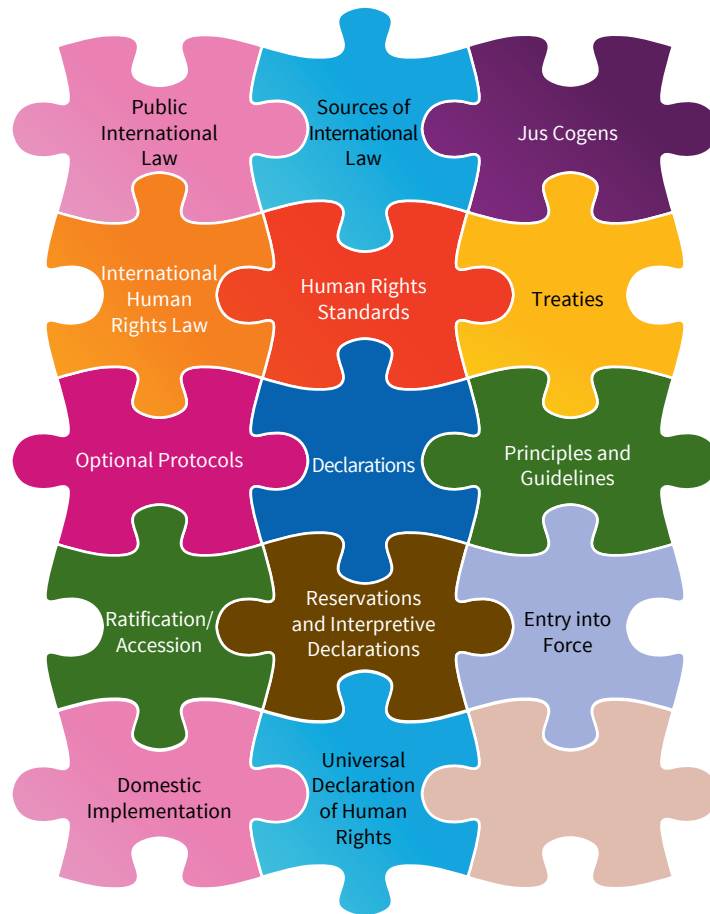 Public
International
Law
Sources of
International
Law
Jus Cogens
International
Human
Rights Law
Human Rights
Standards
Treaties
Optional Protocols
Declarations
Principles and
Guidelines
Ratification/
Accession
Reservations
and Interpretive
Declarations
Entry into
Force
Domestic
Implementation
Universal
Declaration
of Human
Rights